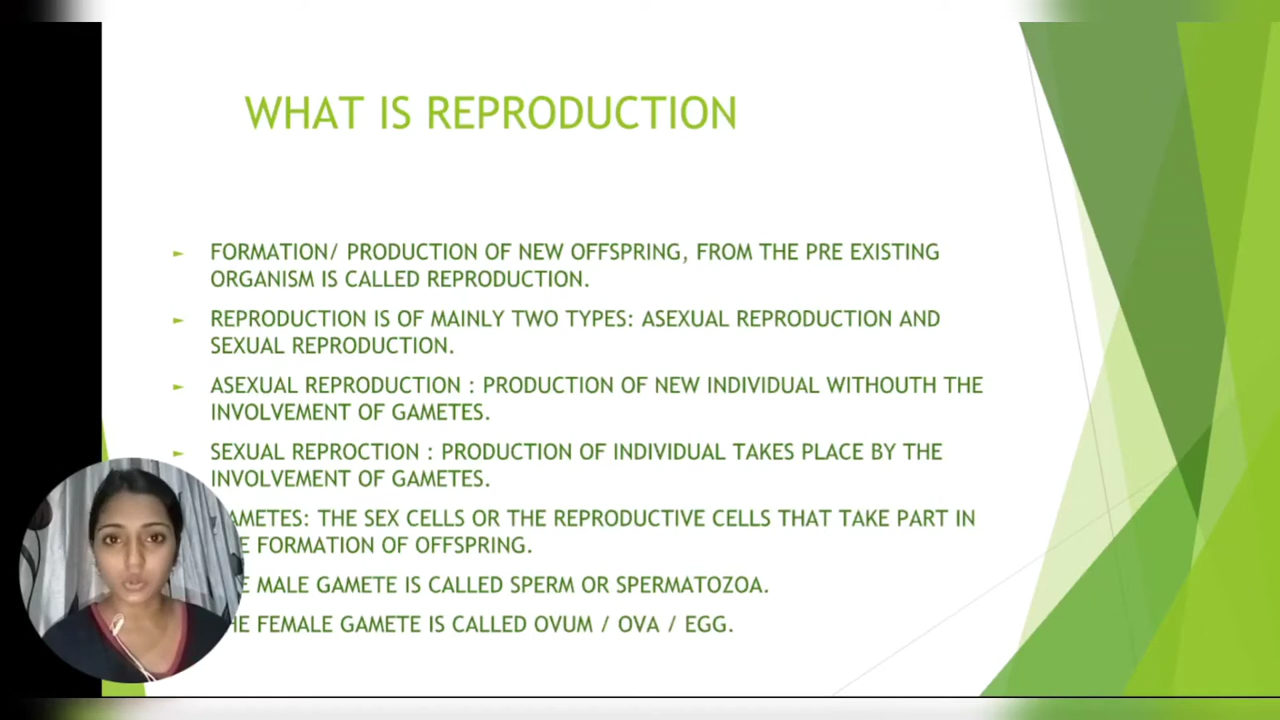 WHAT IS REPRODUCTION
FORMATION/ PRODUCTION OF NEW OFFSPRING, FROM THE PRE EXISTING
ORGANISM IS CALLED REPRODUCTION.
REPRODUCTION IS OF MAINLY TWO TYPES: ASEXUAL REPRODUCTION AND
SEXUAL REPRODUCTION.
ASEXUAL REPRODUCTION : PRODUCTION OF NEW INDIVIDUAL WITHOUTH THE
INVOLVEMENT OF GAMETES.
SEXUAL REPROCTION : PRODUCTION OF INDIVIDUAL TAKES PLACE BY THE
INVOLVEMENT OF GAMETES.
AMETES: THE SEX CELLS OR THE REPRODUCTIVE CELLS THAT TAKE PART IN
E FORMATION OF OFFSPRING.
E MALE GAMETE IS CALLED SPERM OR SPERMATOZOA.
HE FEMALE GAMETE IS CALLED OVUM / OVA / EGG.